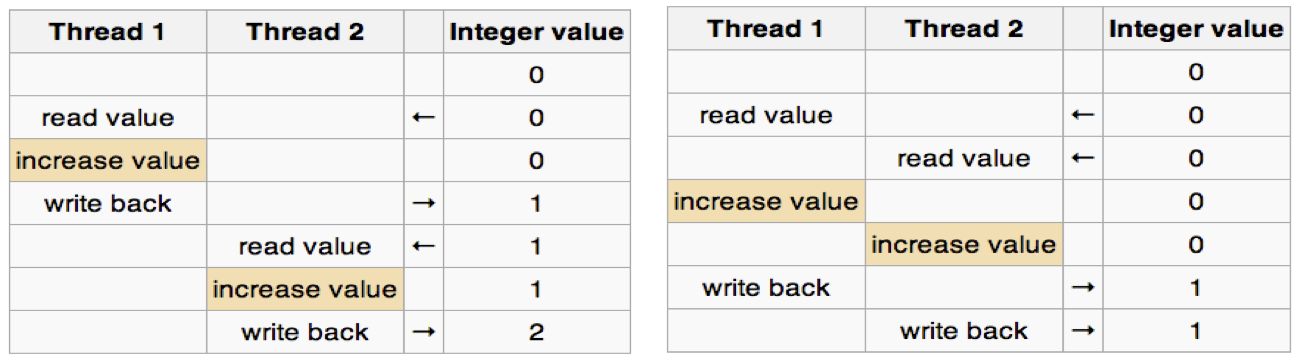 Thread 1 Thread 2 Integer value
0
read value ← 0
increase value 0
write back → 1
read value ← 1
increase value 1
write back → 2
Thread 1 Thread 2 Integer value
0
read value ← 0
read value ← 0
increase value 0
increase value 0
write back → 1
write back → 1